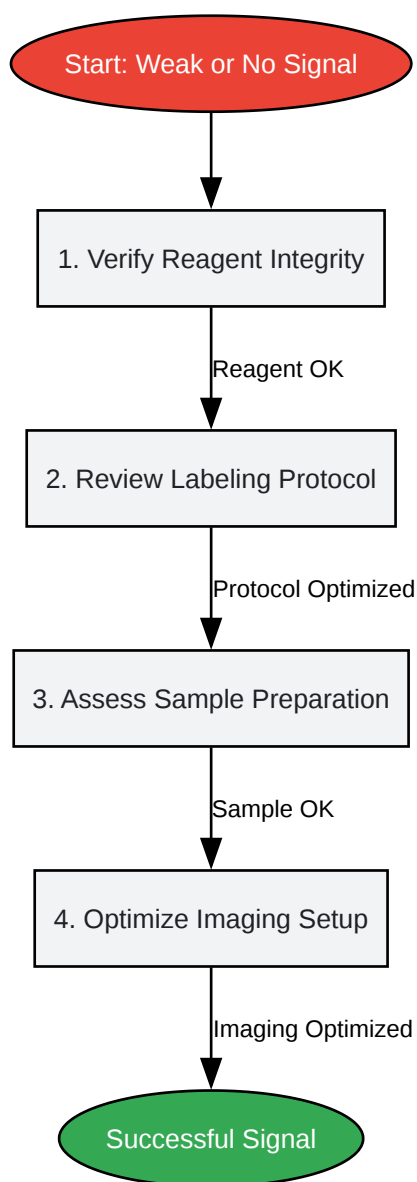 Start: Weak or No Signal
1. Verify Reagent Integrity
Reagent OK
2. Review Labeling Protocol
Protocol Optimized
3. Assess Sample Preparation
Sample OK
4. Optimize Imaging Setup
Imaging Optimized
Successful Signal